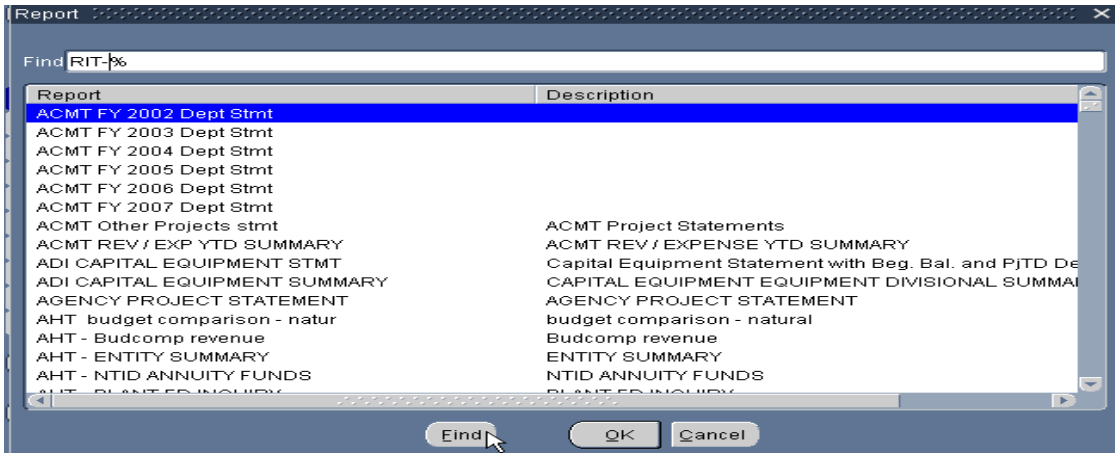 Report
Find RIT-%
Report Description
ACMT FY 2002 Dept Stmt
ACMT FY 2003 Dept Stmt
ACMT FY 2004 Dept Stmt
ACMT FY 2005 Dept Stmt
ACMT FY 2006 Dept Stmt
ACMT FY 2007 Dept Stmt
ACMT Other Projects stmt ACMT Project Statements
ACMT REV / EXP YTD SUMMARY ACMT REV / EXPENSE YTD SUMMARY
ADI CAPITAL EQUIPMENT STMT Capital Equipment Statement with Beg. Bal. and PjTD De
ADI CAPITAL EQUIPMENT SUMMARY CAPITAL EQUIPMENT EQUIPMENT DIVISIONAL SUMMA
AGENCY PROJECT STATEMENT AGENCY PROJECT STATEMENT
AHT budget comparison - natur budget comparison - natural
AHT - Budcomp revenue Budcomp revenue
AHT - ENTITY SUMMARY ENTITY SUMMARY
AHT - NTID ANNUITY FUNDS NTID ANNUITY FUNDS
Find OK Cancel